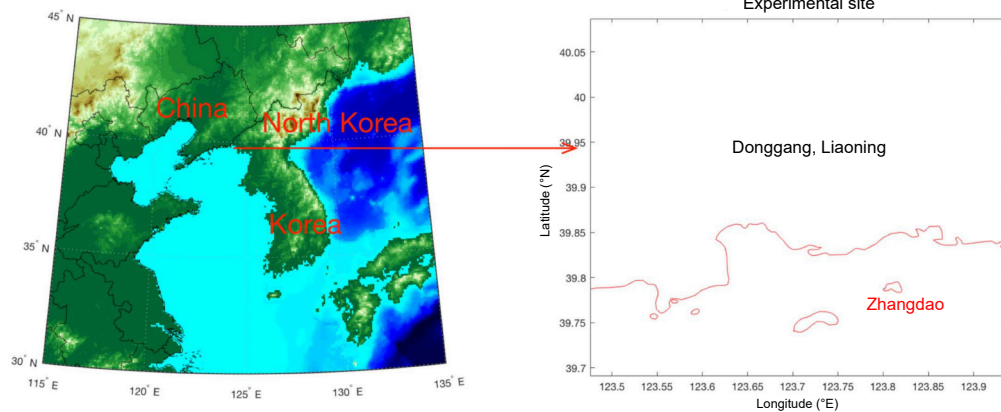 45° N
40° N
35° N
30° N
115° E
120° E
125° E
130° E
135° E
China
North Korea
Korea
Experimental site
40.05
40
39.95
39.9
39.85
39.8
39.75
39.7
Latitude (°N)
Donggang, Liaoning
Zhangdao
123.5
123.55
123.6
123.65
123.7
123.75
123.8
123.85
123.9
Longitude (°E)